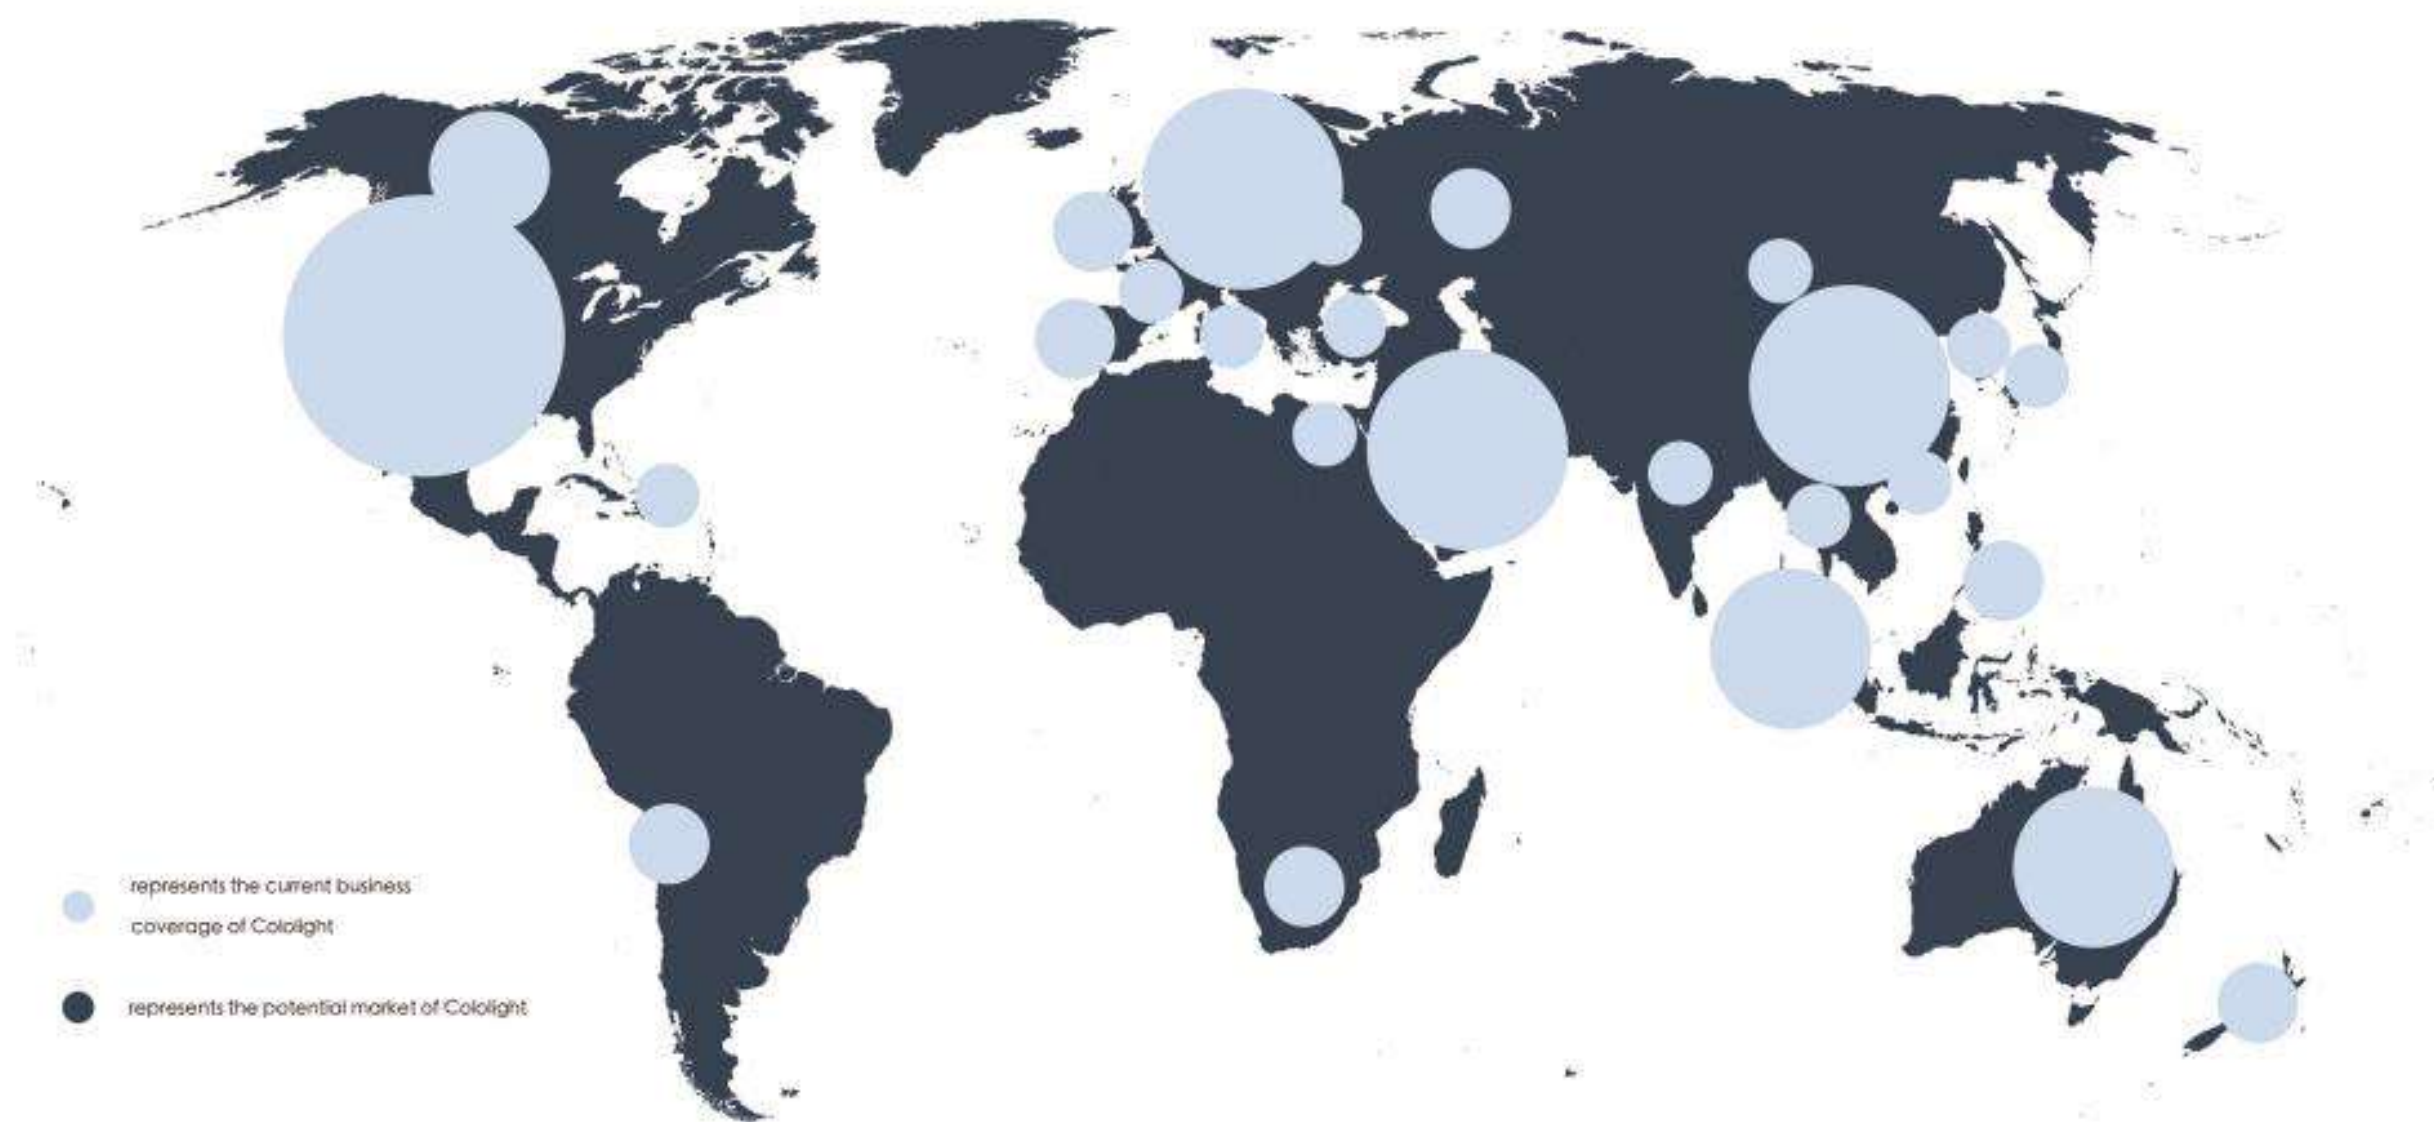 represents the current business
coverage of Cololight
represents the potential market of Cololight